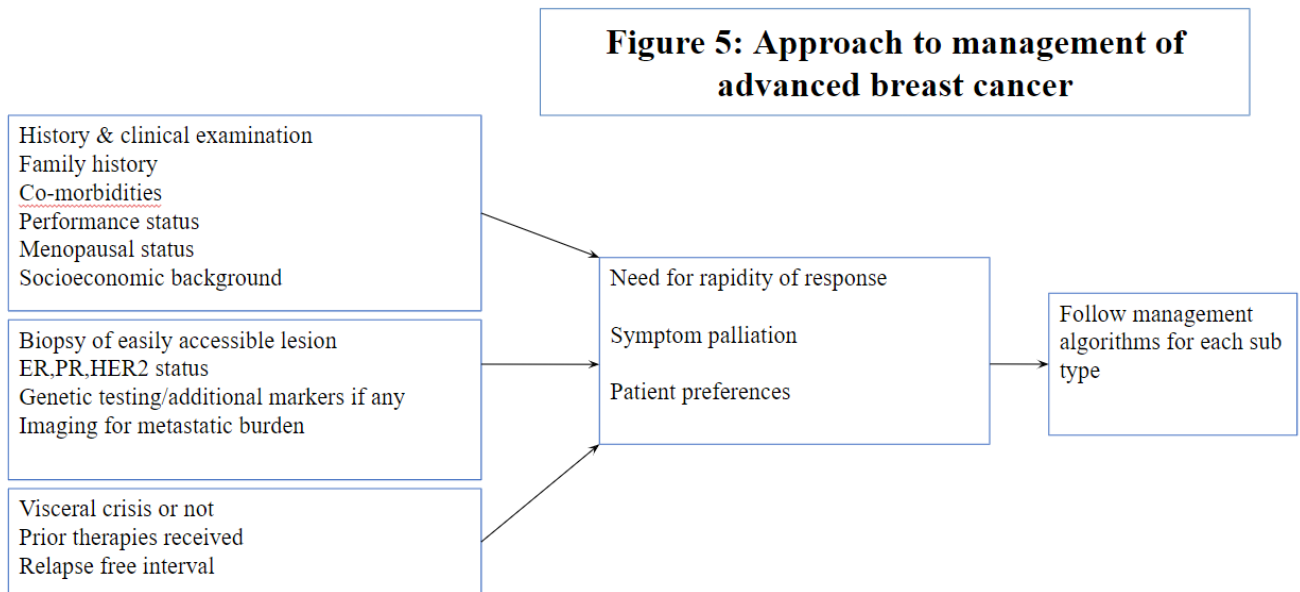 Figure 5: Approach to management of
advanced breast cancer
History & clinical examination
Family history
Co-morbidities
Performance status
Menopausal status
Socioeconomic background
Biopsy of easily accessible lesion
ER,PR,HER2 status
Genetic testing/additional markers if any
Imaging for metastatic burden
Visceral crisis or not
Prior therapies received
Relapse free interval
Need for rapidity of response
Symptom palliation
Patient preferences
Follow management
algorithms for each sub
type